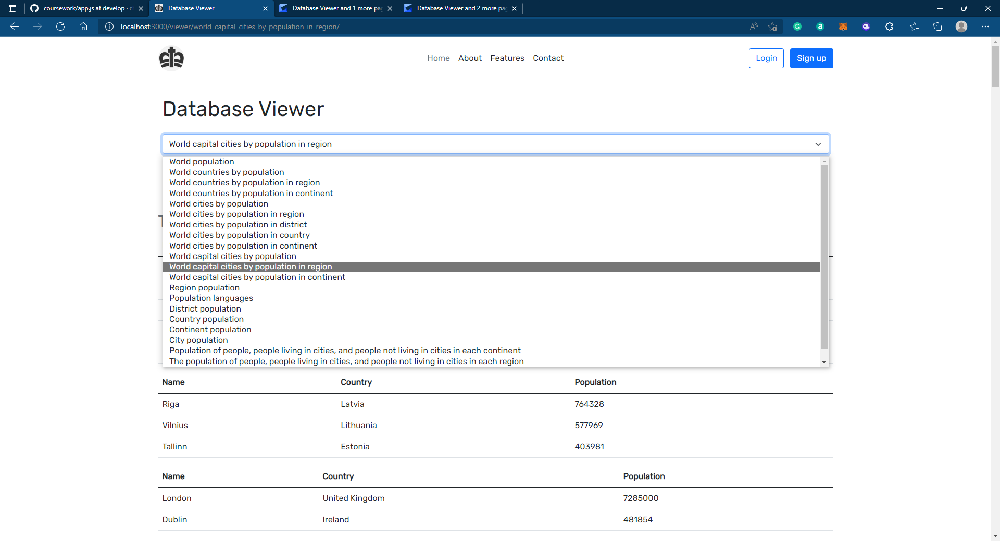 coursework/app.js at develop · c
Database Viewer
Database Viewer and 1 more pa
Database Viewer and 2 more pa
localhost:3000/viewer/world_capital_cities_by_population_in_region/
Home About Features Contact
Login Sign up
Database Viewer
World capital cities by population in region
World population
World countries by population
World countries by population in region
World countries by population in continent
World cities by population
World cities by population in region
World cities by population in district
World cities by population in country
World cities by population in continent
World capital cities by population
World capital cities by population in region
World capital cities by population in continent
Region population
Population languages
District population
Country population
Continent population
City population
Population of people, people living in cities, and people not living in cities in each continent
The population of people, people living in cities, and people not living in cities in each region
Name Country Population
Riga Latvia 764328
Vilnius Lithuania 577969
Tallinn Estonia 403981
Name Country Population
London United Kingdom 7285000
Dublin Ireland 481854